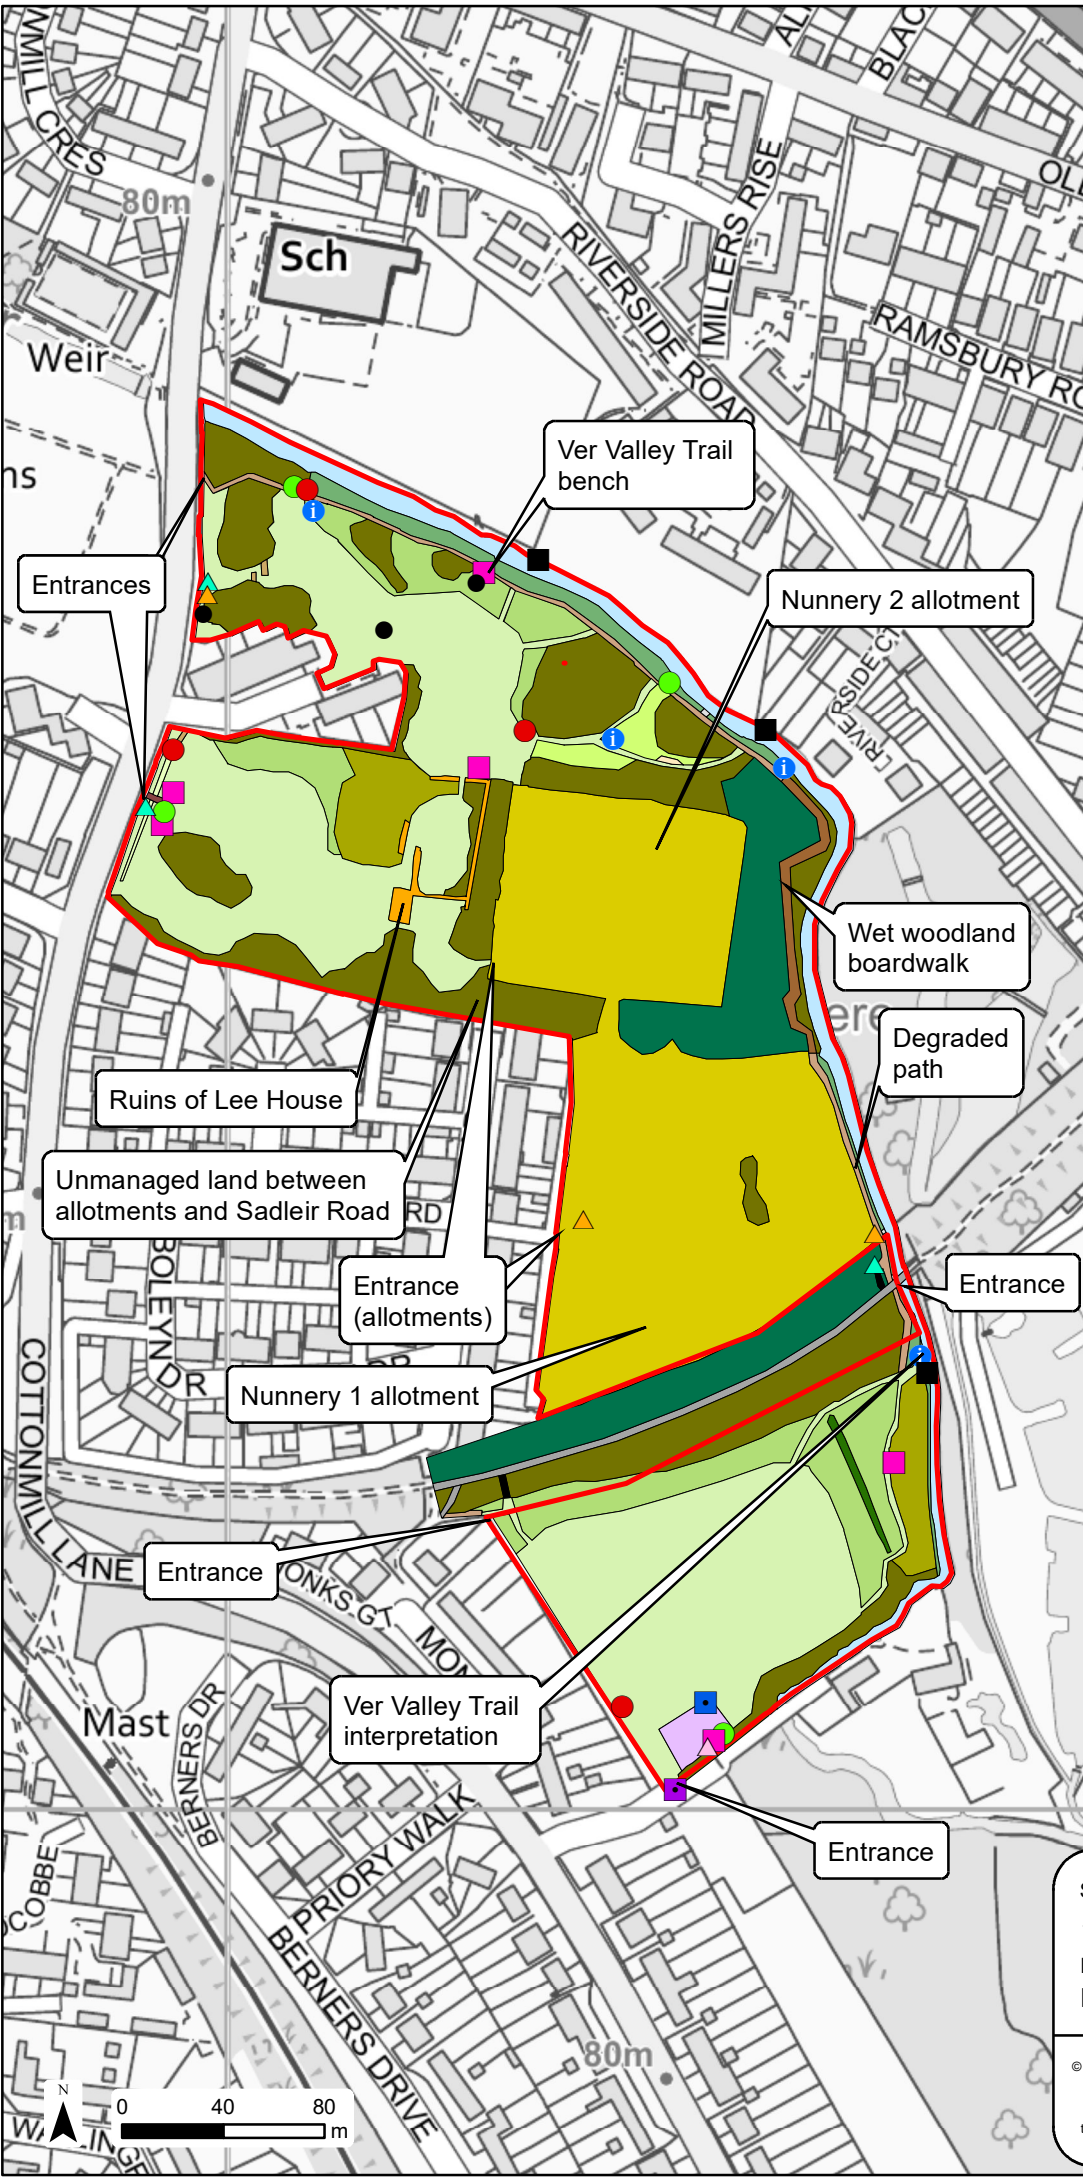 CRES
80m
Sch
Weir
RIVERSIDE ROAD
MILLERS RISE
RAMSBURY
Ver Valley Trail
bench
Entrances
Nunnery 2 allotment
Wet woodland
boardwalk
Degraded
path
Ruins of Lee House
Unmanaged land between
allotments and Sadleir Road
RD
BOLEYN DR
Entrance
(allotments)
Entrance
Nunnery 1 allotment
COTTONMILL LANE
Entrance
Ver Valley Trail
interpretation
Mast
BERNERS DR
PRIORY WALK
Entrance
BERNERS DRIVE
80m
N
0 40 80
m
©